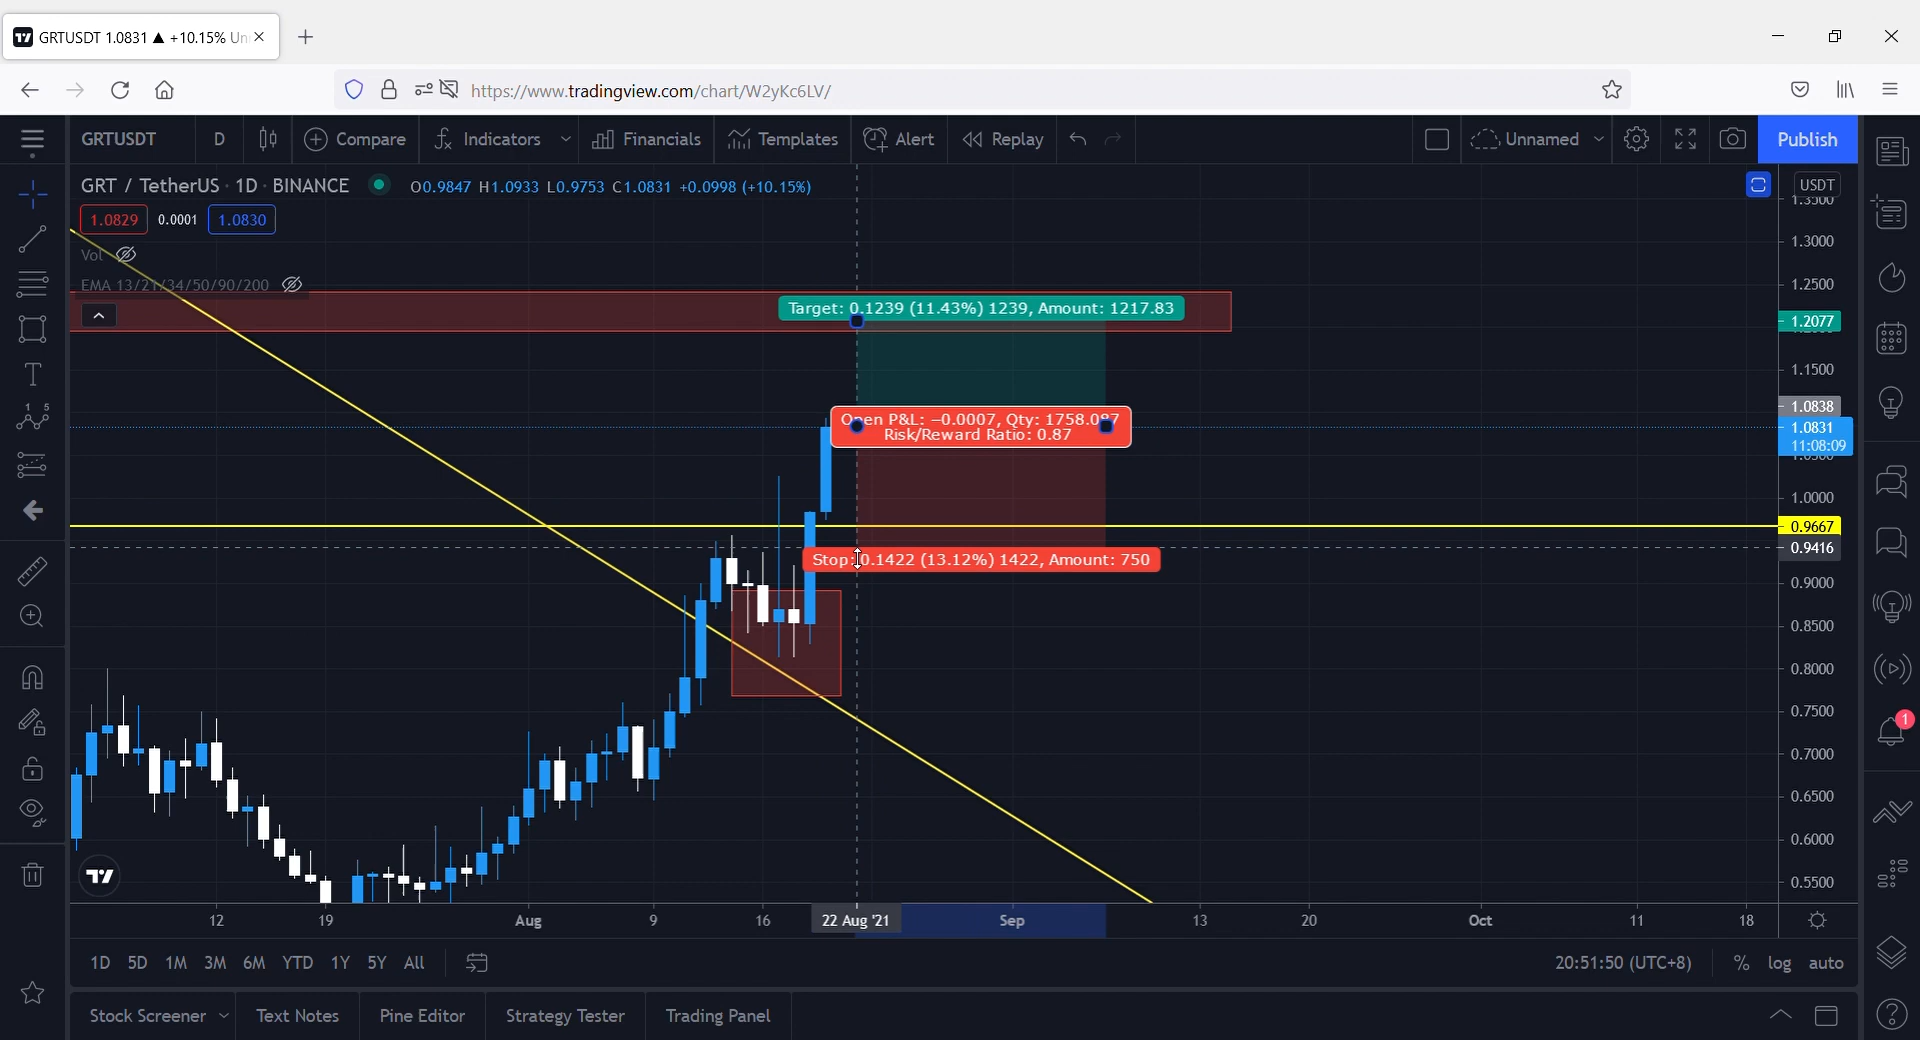 GRTUSDT 1.0831 ▲ +10.15% Un
https://www.tradingview.com/chart/W2yKc6LV/
GRTUSDT D Compare Indicators Financials Templates Alert Replay Unnamed Publish
GRT / TetherUS · 1D · BINANCE O0.9847 H1.0933 L0.9753 C1.0831 +0.0998 (+10.15%)
USDT
1.0829 0.0001 1.0830
Vol
EMA 13/21/34/50/90/200
Target: 0.1239 (11.43%) 1239, Amount: 1217.83
Open P&L: −0.0007, Qty: 1758.087
Risk/Reward Ratio: 0.87
Stop: 0.1422 (13.12%) 1422, Amount: 750
1.3500
1.3000
1.2500
1.2077
1.1500
1.0838
1.0831
11:08:09
1.0500
1.0000
0.9667
0.9416
0.9000
0.8500
0.8000
0.7500
0.7000
0.6500
0.6000
0.5500
1
12 19 Aug 9 16 22 Aug '21 Sep 13 20 Oct 11 18
1D 5D 1M 3M 6M YTD 1Y 5Y All 20:51:50 (UTC+8) % log auto
Stock Screener Text Notes Pine Editor Strategy Tester Trading Panel